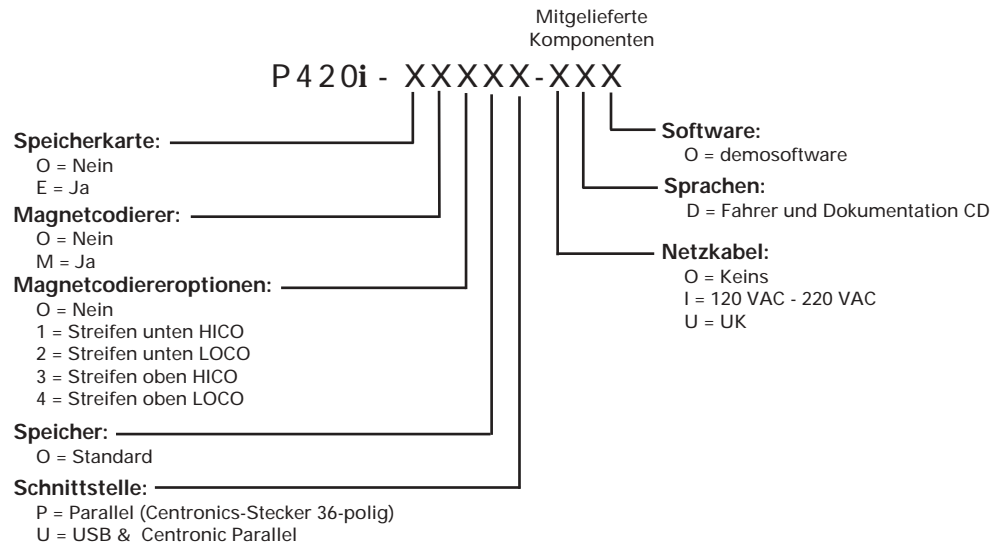 Mitgelieferte
Komponenten
P420i - XXXXX-XXX
Speicherkarte:
O = Nein
E = Ja
Magnetcodierer:
O = Nein
M = Ja
Magnetcodiereroptionen:
O = Nein
1 = Streifen unten HICO
2 = Streifen unten LOCO
3 = Streifen oben HICO
4 = Streifen oben LOCO
Speicher:
O = Standard
Schnittstelle:
P = Parallel (Centronics-Stecker 36-polig)
U = USB & Centronic Parallel
Software:
O = demosoftware
Sprachen:
D = Fahrer und Dokumentation CD
Netzkabel:
O = Keins
I = 120 VAC - 220 VAC
U = UK